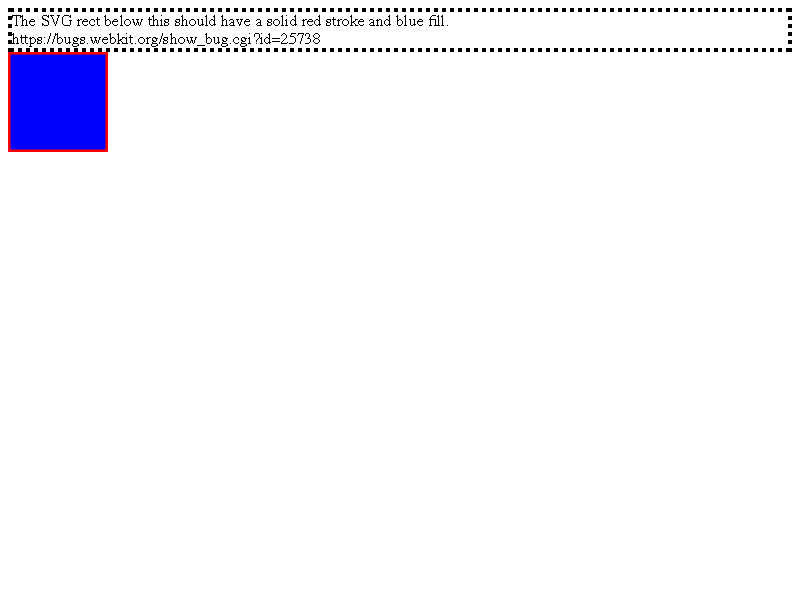 The SVG rect below this should have a solid red stroke and blue fill.
https://bugs.webkit.org/show_bug.cgi?id=25738